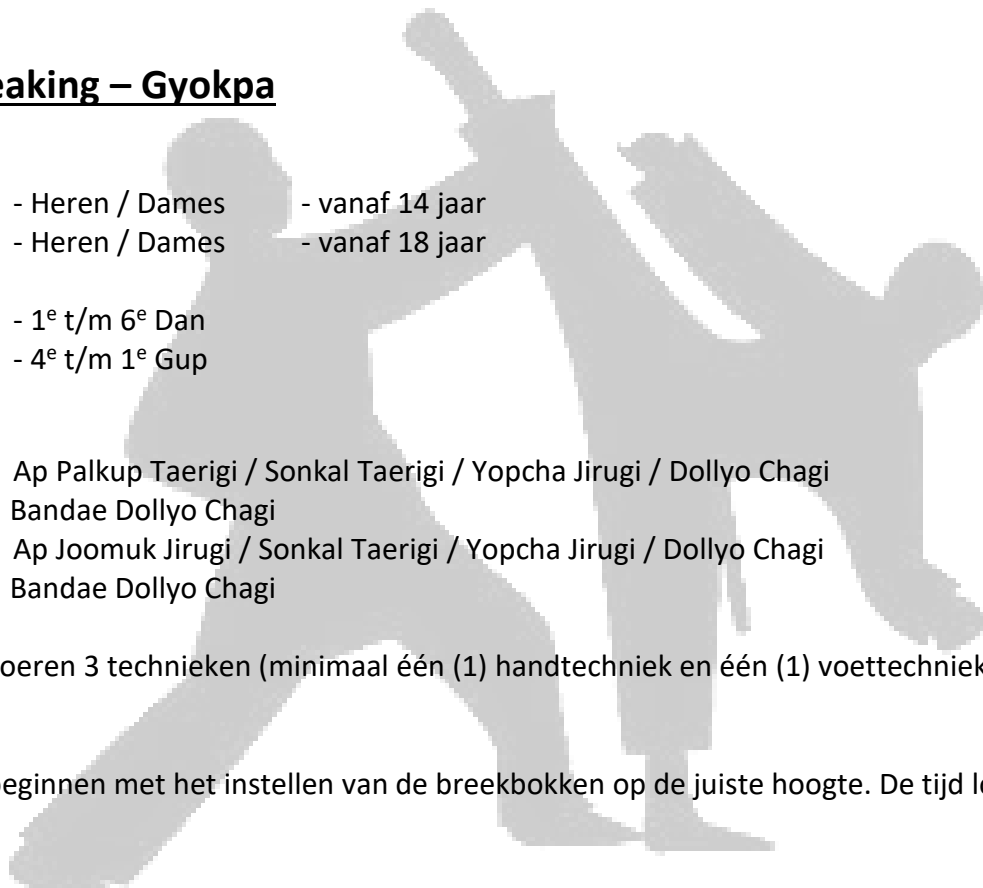 eaking – Gyokpa
- Heren / Dames - vanaf 14 jaar
- Heren / Dames - vanaf 18 jaar
- 1e t/m 6e Dan
- 4e t/m 1e Gup
Ap Palkup Taerigi / Sonkal Taerigi / Yopcha Jirugi / Dollyo Chagi
Bandae Dollyo Chagi
Ap Joomuk Jirugi / Sonkal Taerigi / Yopcha Jirugi / Dollyo Chagi
Bandae Dollyo Chagi
oeren 3 technieken (minimaal één (1) handtechniek en één (1) voettechniek
beginnen met het instellen van de breekbokken op de juiste hoogte. De tijd l